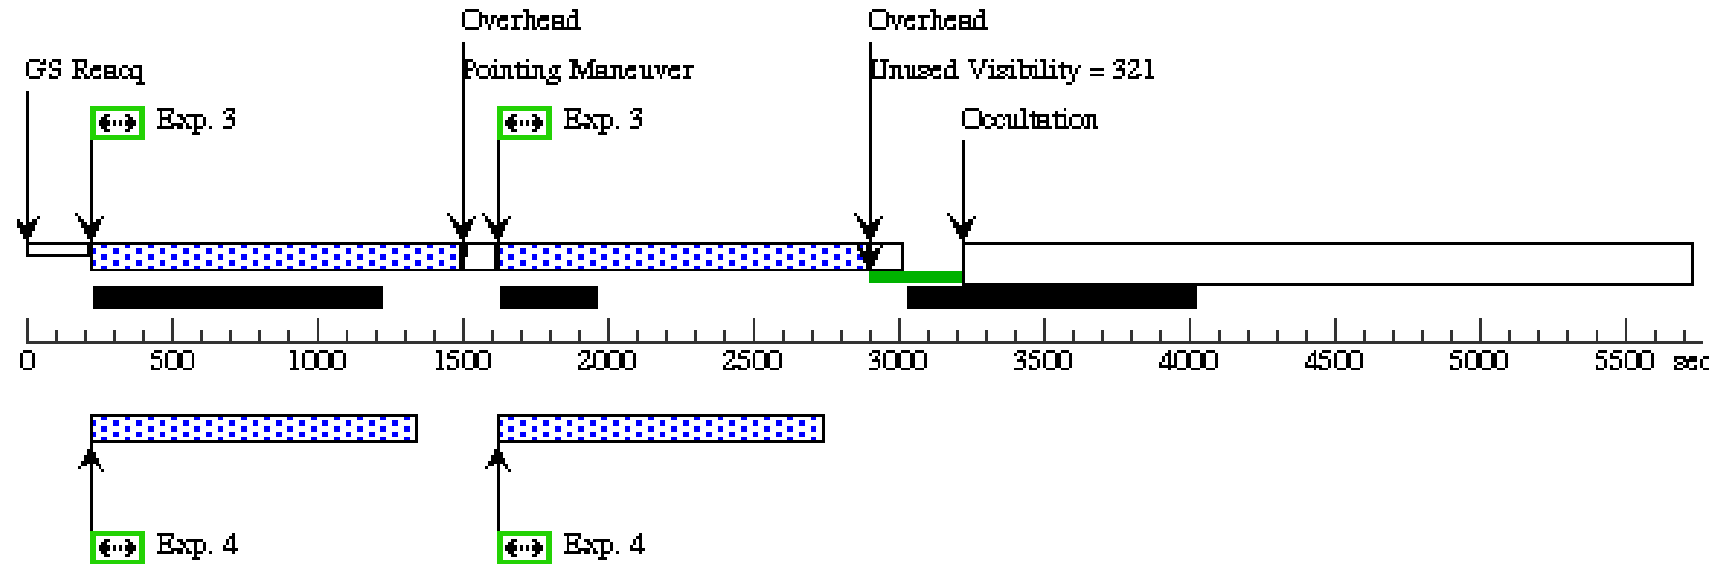 Overhead Overhead
GS Reacq Pointing Maneuver Unused Visibility = 321
Exp. 3 Exp. 3 Occultation
0 500 1000 1500 2000 2500 3000 3500 4000 4500 5000 5500 sec
Exp. 4 Exp. 4